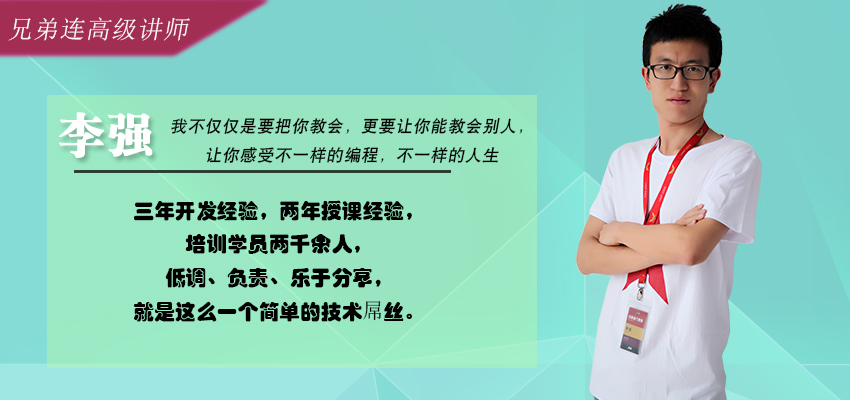 兄弟连高级讲师
李强
我不仅仅是要把你教会，更要让你能教会别人，
让你感受不一样的编程，不一样的人生
三年开发经验，两年授课经验，
培训学员两千余人，
低调、负责、乐于分享，
就是这么一个简单的技术屌丝。